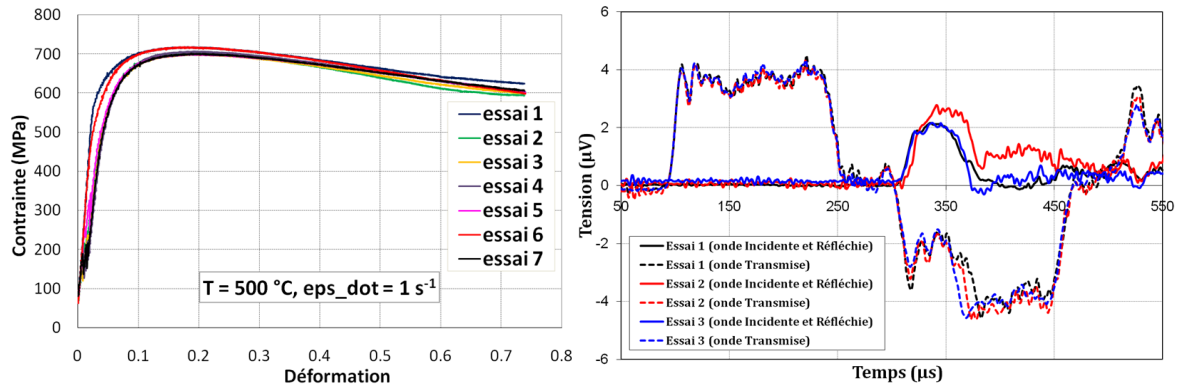 800
700
600
500
400
300
200
100
0
Contrainte (MPa)
essai 1
essai 2
essai 3
essai 4
essai 5
essai 6
essai 7
T = 500 °C, eps_dot = 1 s-1
0 0.1 0.2 0.3 0.4 0.5 0.6 0.7 0.8
Déformation
6
4
2
0
-2
-4
-6
Tension (µV)
50 150 250 350 450 550
Essai 1 (onde Incidente et Réfléchie)
Essai 1 (onde Transmise)
Essai 2 (onde Incidente et Réfléchie)
Essai 2 (onde Transmise)
Essai 3 (onde Incidente et Réfléchie)
Essai 3 (onde Transmise)
Temps (µs)